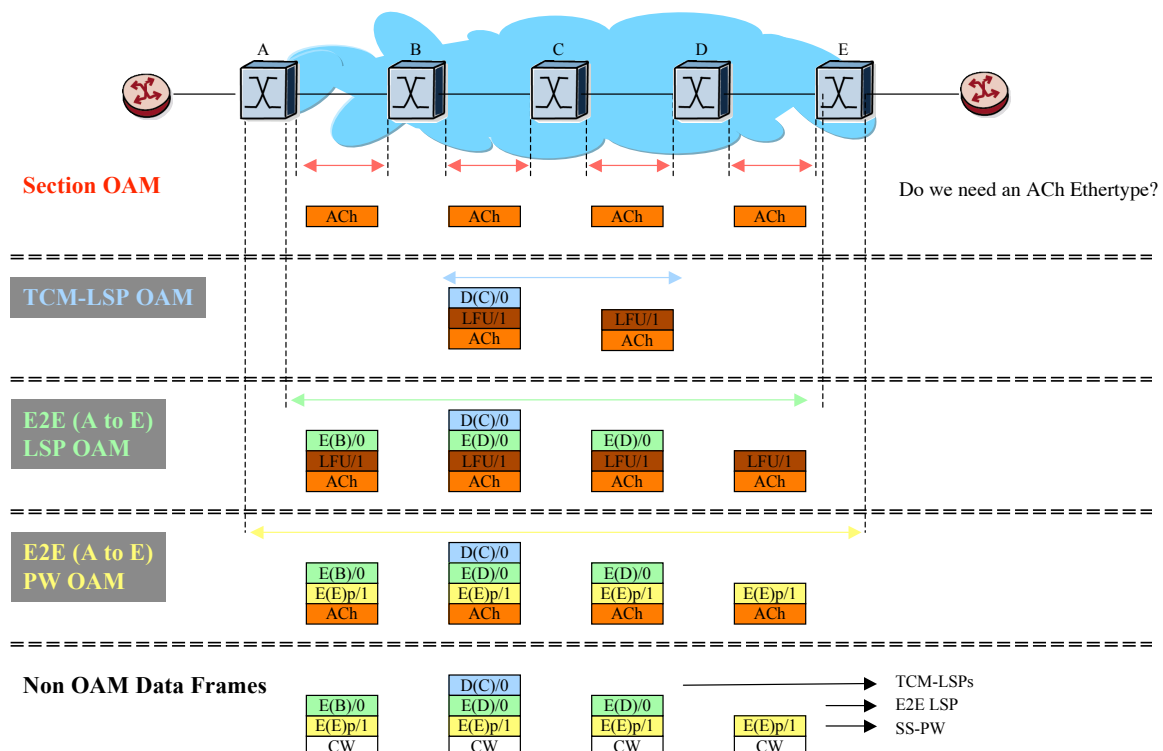 A B C D E
Section OAM
Do we need an ACh Ethertype?
ACh ACh ACh ACh
TCM-LSP OAM
D(C)/0
LFU/1 LFU/1
ACh ACh
E2E (A to E)
LSP OAM
D(C)/0
E(B)/0 E(D)/0 E(D)/0
LFU/1 LFU/1 LFU/1 LFU/1
ACh ACh ACh ACh
E2E (A to E)
PW OAM
D(C)/0
E(B)/0 E(D)/0 E(D)/0
E(E)p/1 E(E)p/1 E(E)p/1 E(E)p/1
ACh ACh ACh ACh
Non OAM Data Frames
D(C)/0
E(B)/0 E(D)/0 E(D)/0
E(E)p/1 E(E)p/1 E(E)p/1 E(E)p/1
CW CW CW CW
TCM-LSPs
E2E LSP
SS-PW